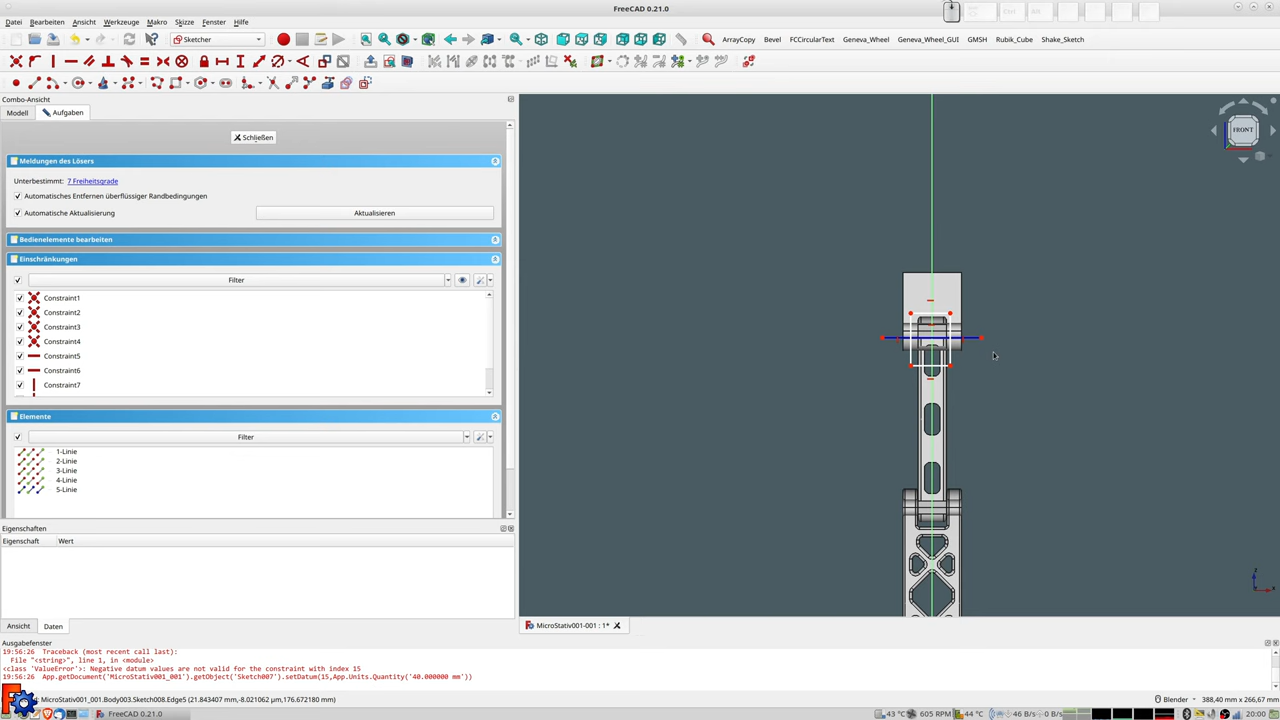 FreeCAD 0.21.0
Datei Bearbeiten Ansicht Werkzeuge Makro Skizze Fenster Hilfe
Sketcher ArrayCopy Bevel FCCircularText Geneva_Wheel Geneva_Wheel_GUI GMSH Rubik_Cube Shake_Sketch
Combo-Ansicht
Modell Aufgaben
Schließen
Meldungen des Lösers
Unterbestimmt: 7 Freiheitsgrade
Automatisches Entfernen überflüssiger Randbedingungen
Automatische Aktualisierung Aktualisieren
Bedienelemente bearbeiten
Einschränkungen
Filter
Constraint1
Constraint2
Constraint3
Constraint4
Constraint5
Constraint6
Constraint7
Elemente
Filter
1-Linie
2-Linie
3-Linie
4-Linie
5-Linie
Eigenschaften
Eigenschaft Wert
Ansicht Daten
FRONT
MicroStativ001-001 : 1*
Ausgabefenster
19:56:26 Traceback (most recent call last):
File "<string>", line 1, in <module>
<class 'ValueError'>: Negative datum values are not valid for the constraint with index 15
19:56:26 App.getDocument('MicroStativ001_001').getObject('Sketch007').setDatum(15,App.Units.Quantity('40.000000 mm'))
MicroStativ001_001.Body003.Sketch008.Edge5 (21.843407 mm,-8.021062 µm,176.672180 mm) Blender 388,40 mm x 266,67 mm
FreeCAD 0.21.0 43 °C 605 RPM 44 °C 46 B/s 0 B/s 20:00